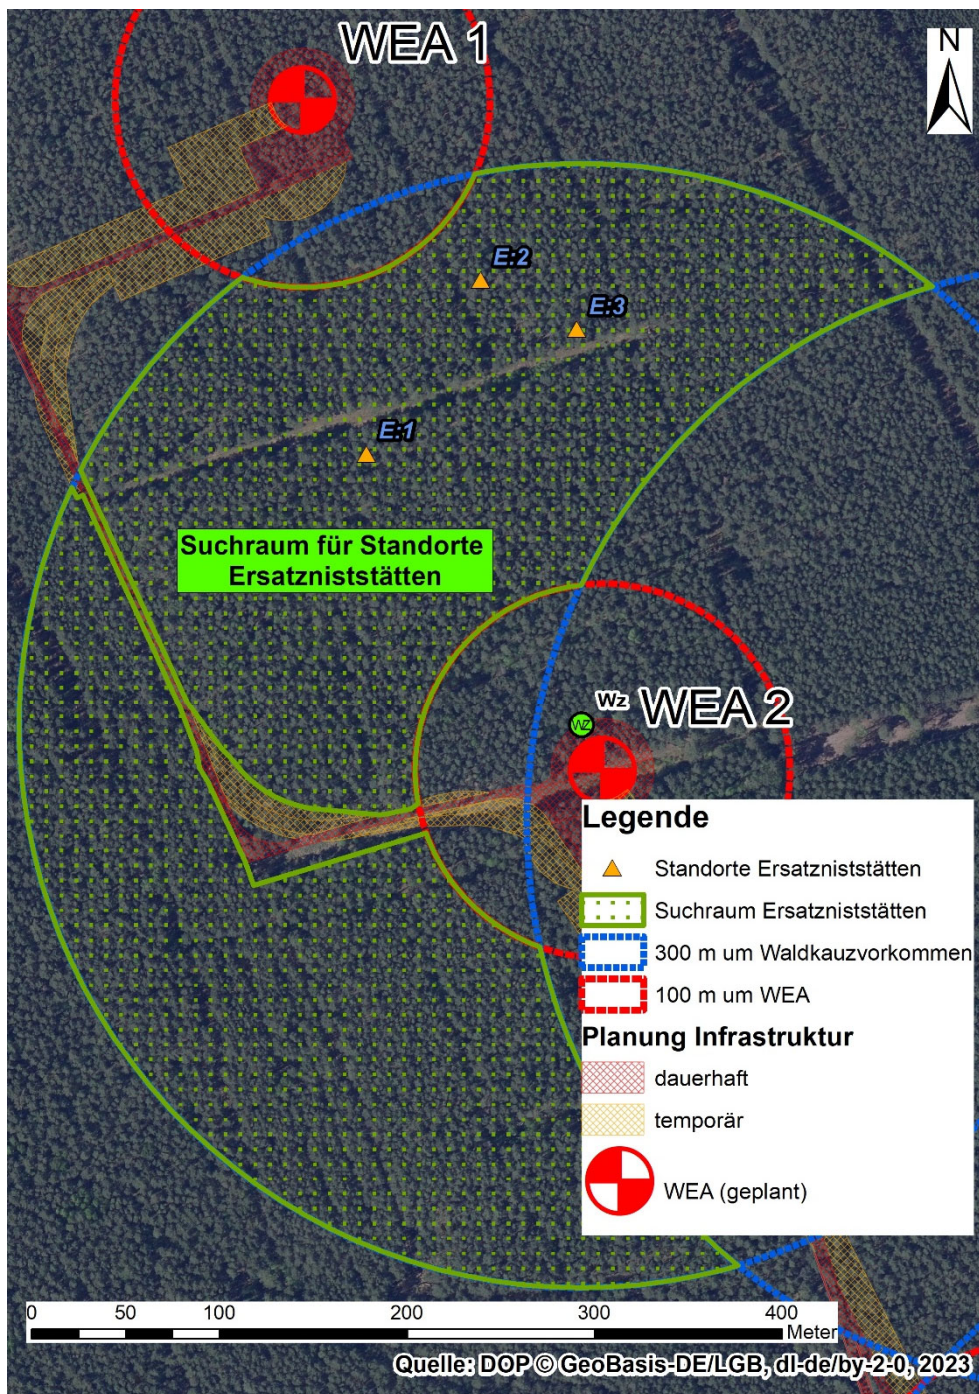 WEA 1
N
E:2
E:3
E:1
Suchraum für Standorte
Ersatzniststätten
Wz
WZ
WEA 2
Legende
Standorte Ersatzniststätten
Suchraum Ersatzniststätten
300 m um Waldkauzvorkommen
100 m um WEA
Planung Infrastruktur
dauerhaft
temporär
WEA (geplant)
0 50 100 200 300 400
Meter
Quelle: DOP © GeoBasis-DE/LGB, dl-de/by-2-0, 2023